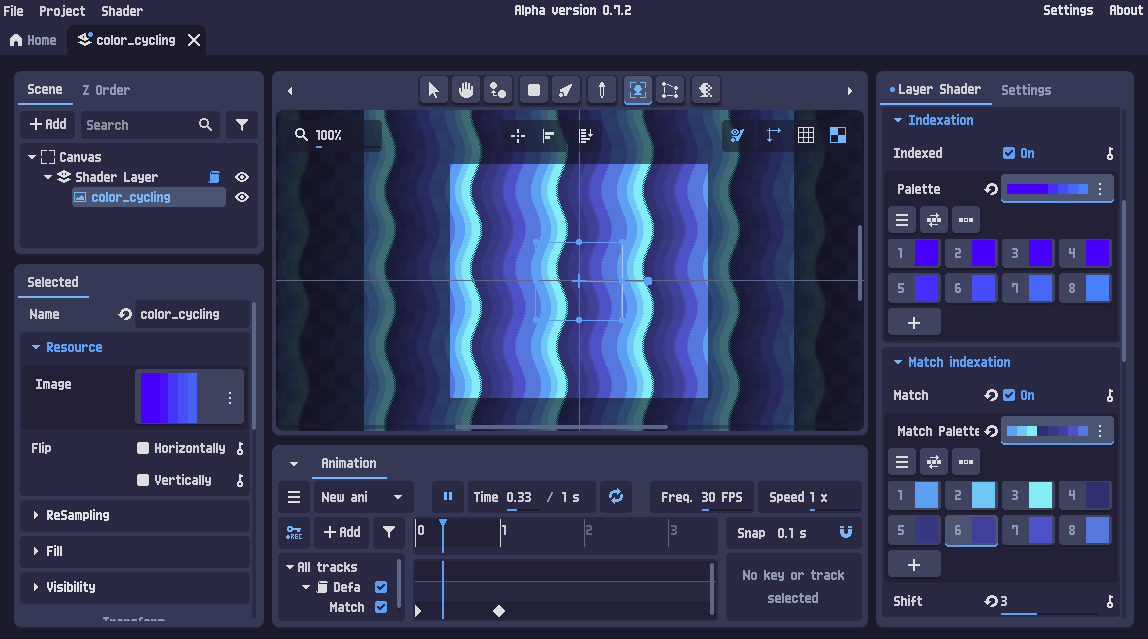 File Project Shader
Alpha version 0.7.2
Settings About
Home color_cycling
Scene Z Order
Add Search
Canvas
Shader Layer
color_cycling
Selected
Name color_cycling
Resource
Image
Flip Horizontally
Vertically
ReSampling
Fill
Visibility
Transform
100%
Animation
New ani Time 0.33 / 1 s Freq. 30 FPS Speed 1 x
REC Add 0 1 2 3 Snap 0.1 s
All tracks
Defa
Match
No key or track
selected
Layer Shader Settings
Indexation
Indexed On
Palette
1 2 3 4
5 6 7 8
+
Match indexation
Match On
Match Palette
1 2 3 4
5 6 7 8
+
Shift 3